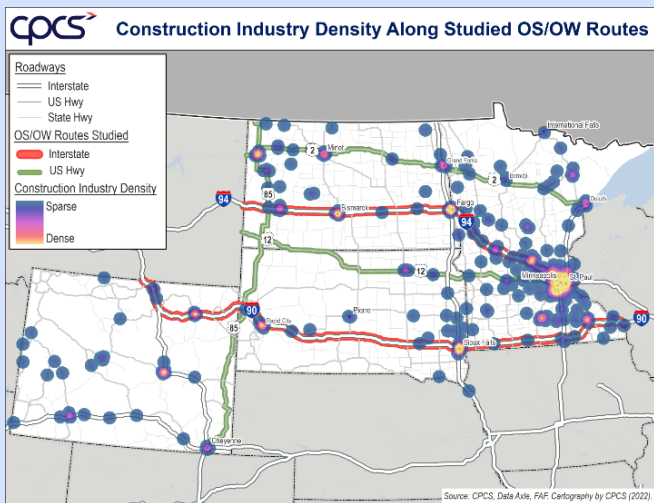 cpcs
Construction Industry Density Along Studied OS/OW Routes
Roadways
Interstate
US Hwy
State Hwy
OS/OW Routes Studied
Interstate
US Hwy
Construction Industry Density
Sparse
Dense
International Falls
2
Minot
Grand Forks
2
Bemidji
85
94
Duluth
Bismarck
Fargo
94
12
12
Minneapolis
St. Paul
90
85
Rapid City
Pierre
90
Sioux Falls
Cheyenne
Source: CPCS, Data Axle, FAF. Cartography by CPCS (2022)